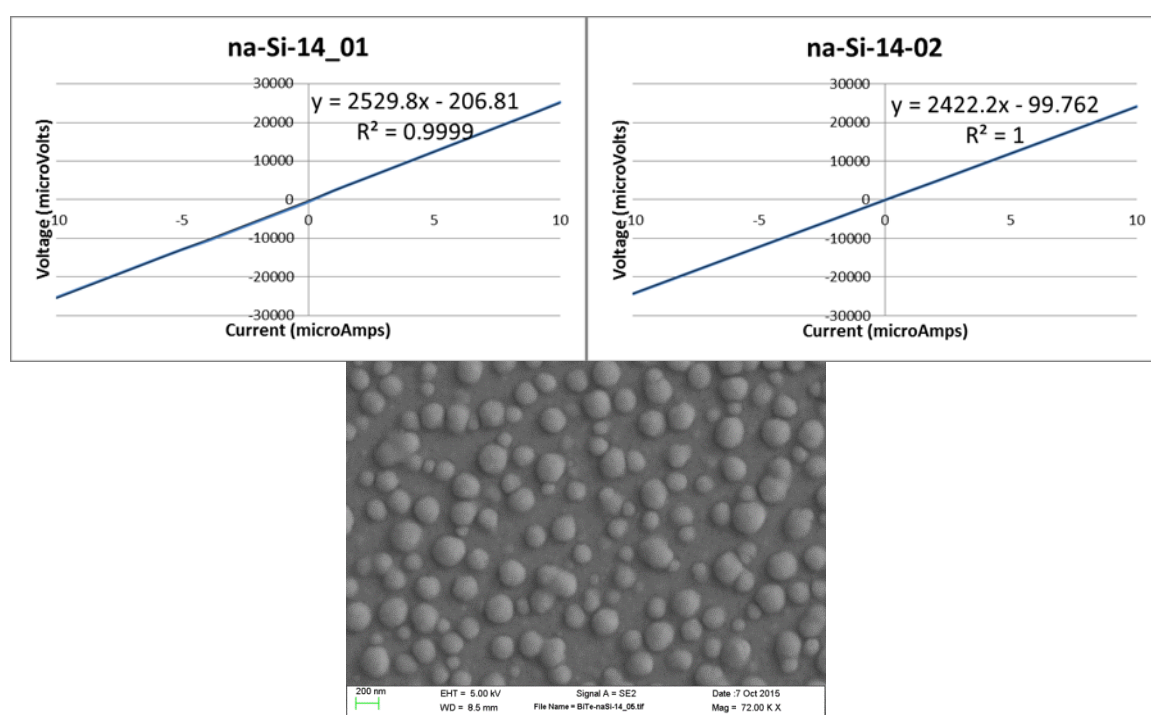 na-Si-14_01
30000
y = 2529.8x - 206.81
20000
R² = 0.9999
10000
0
10
-5
0
5
10
-10000
-20000
-30000
Voltage (microVolts)
Current (microAmps)
na-Si-14-02
30000
y = 2422.2x - 99.762
20000
R² = 1
10000
0
10
-5
0
5
10
-10000
-20000
-30000
Voltage (microVolts)
Current (microAmps)
200 nm
EHT = 5.00 kV
Signal A = SE2
Date :7 Oct 2015
WD = 8.5 mm
File Name = BiTe-naSi-14_05.tif
Mag = 72.00 K X